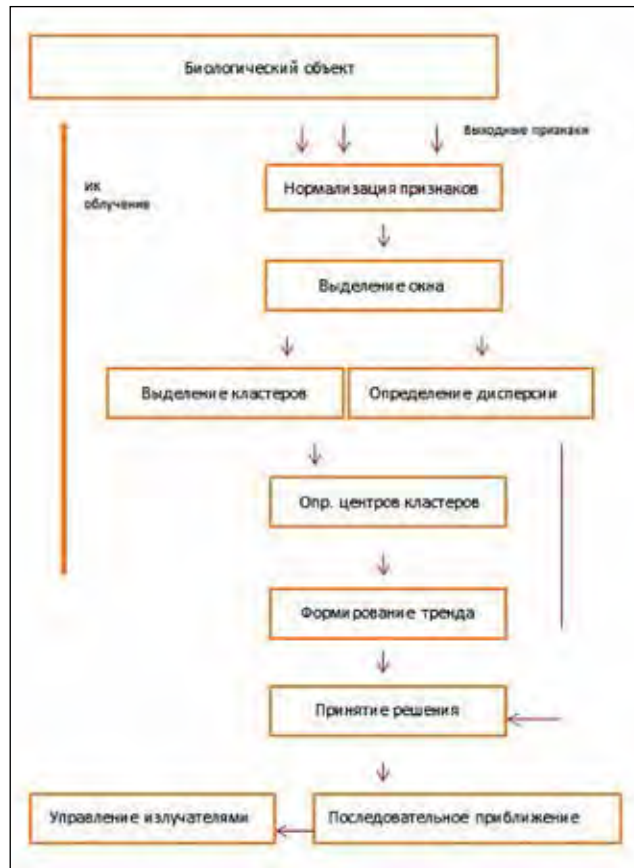 Биологический объект
Выходные признаки
ИК
облучение
Нормализация признаков
Выделение окна
Выделение кластеров
Определение дисперсии
Опр. центров кластеров
Формирование тренда
Принятие решения
Управление излучателями
Последовательное приближение